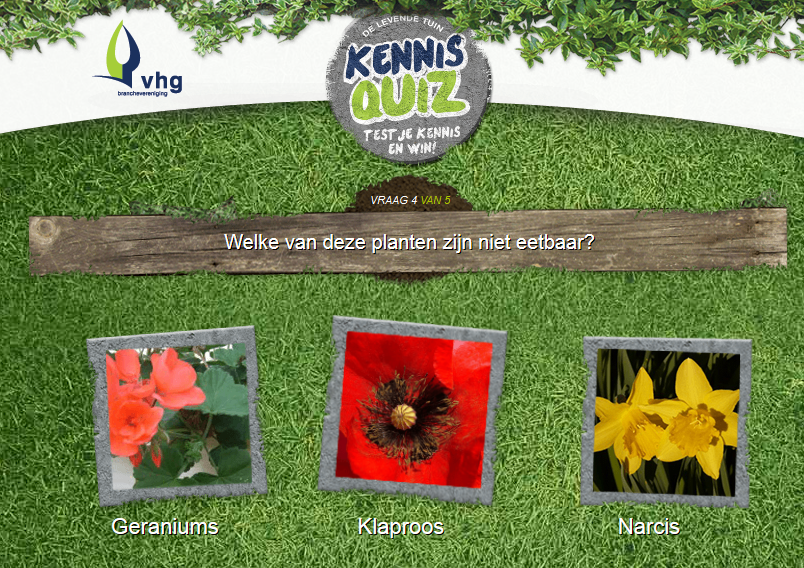 DE LEVENDE TUIN
KENNIS
QUIZ
TEST JE KENNIS
EN WIN!
vhg
branchevereniging
VRAAG 4 VAN 5
Welke van deze planten zijn niet eetbaar?
Geraniums
Klaproos
Narcis